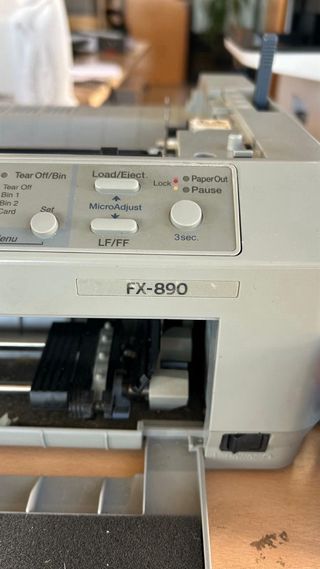 Tear Off/Bin
Tear Off
Bin 1
Bin 2
Card
Set
Menu
Load/Eject
MicroAdjust
LF/FF
Lock
PaperOut
Pause
3sec.
FX-890